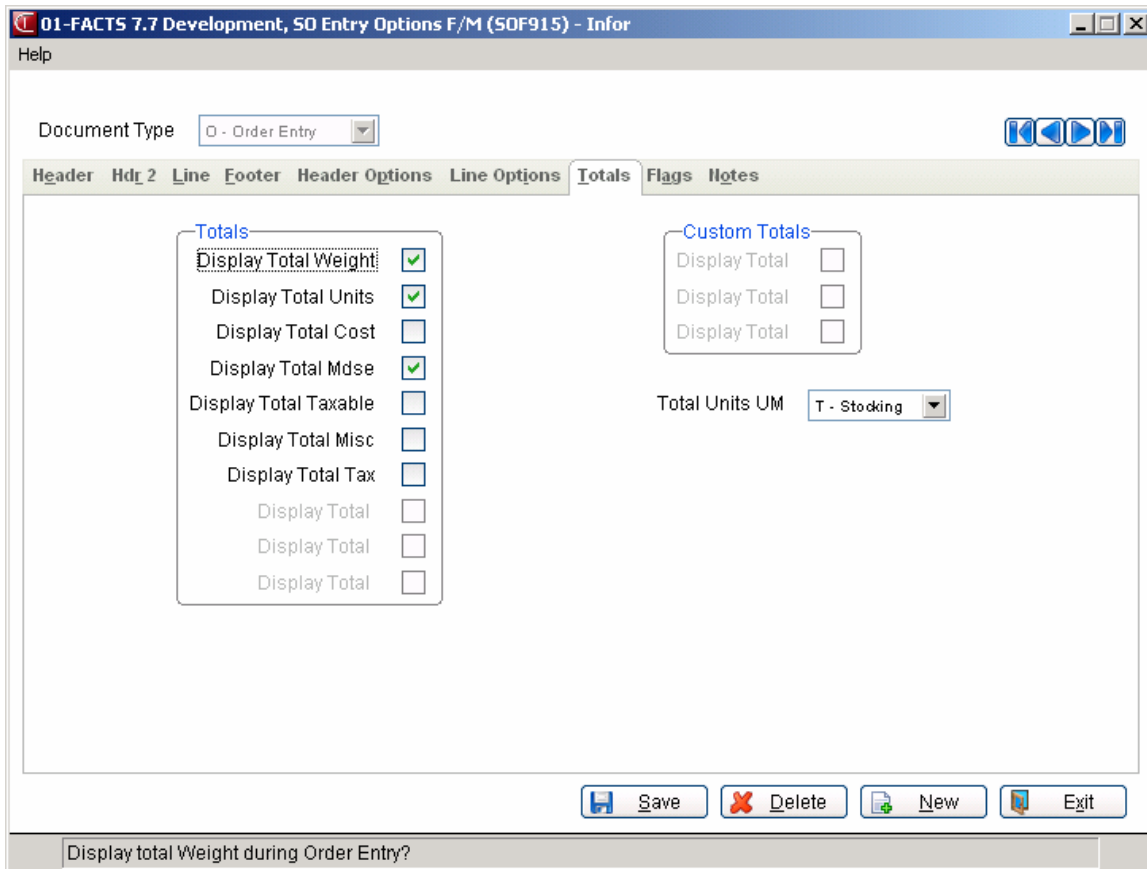 01-FACTS 7.7 Development, SO Entry Options F/M (SOF915) - Infor
Help
Document Type O - Order Entry
Header Hdr 2 Line Footer Header Options Line Options Totals Flags Notes
Totals
Display Total Weight
Display Total Units
Display Total Cost
Display Total Mdse
Display Total Taxable
Display Total Misc
Display Total Tax
Display Total
Display Total
Display Total
Custom Totals
Display Total
Display Total
Display Total
Total Units UM T - Stocking
Save Delete New Exit
Display total Weight during Order Entry?